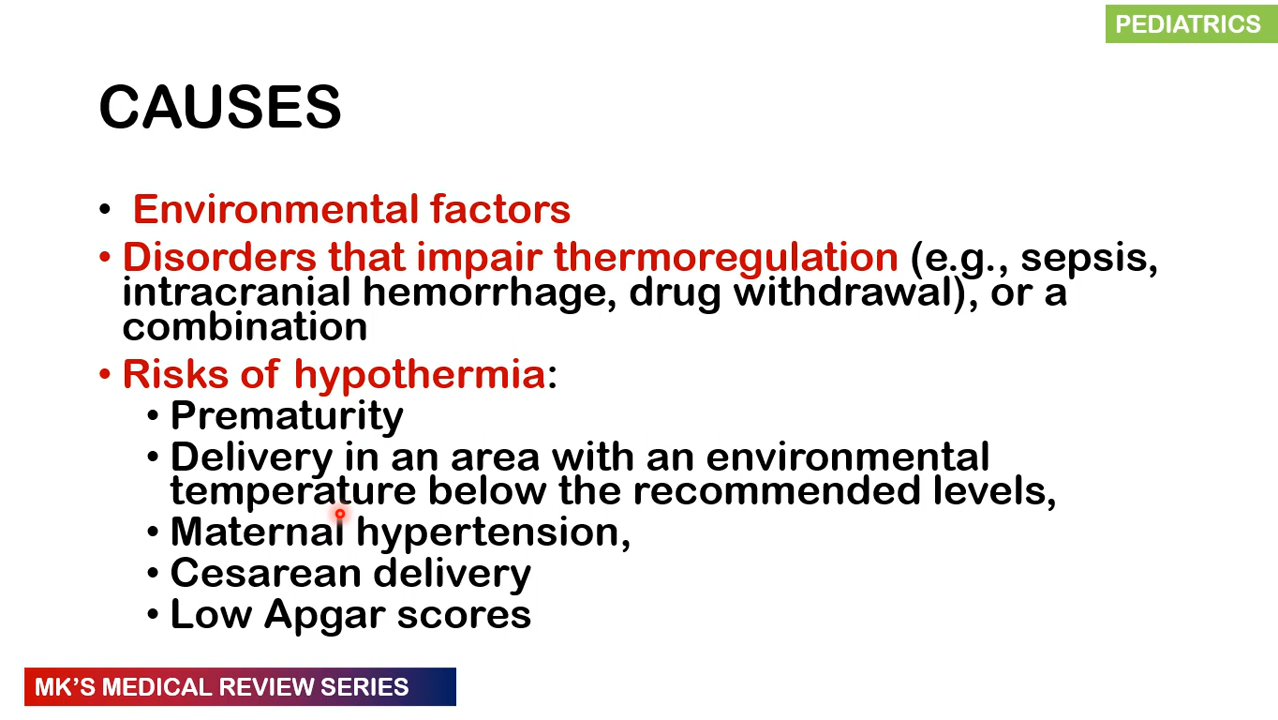 PEDIATRICS
CAUSES
• Environmental factors
• Disorders that impair thermoregulation (e.g., sepsis,
intracranial hemorrhage, drug withdrawal), or a
combination
• Risks of hypothermia:
• Prematurity
• Delivery in an area with an environmental
temperature below the recommended levels,
• Maternal hypertension,
• Cesarean delivery
• Low Apgar scores
MK'S MEDICAL REVIEW SERIES